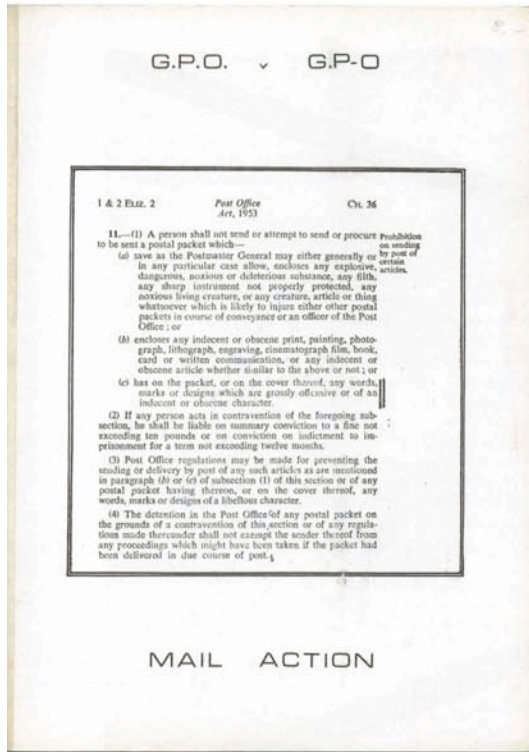 8.—
G.P.O. v G.P-O
1 & 2 ELIZ. 2 Post Office Act, 1953 CH. 36
11.—(1) A person shall not send or attempt to send or procure
to be sent a postal packet which—
Prohibition
on sending
by post of
certain
articles.
(a) save as the Postmaster General may either generally or
in any particular case allow, encloses any explosive,
dangerous, noxious or deleterious substance, any filth,
any sharp instrument not properly protected, any
noxious living creature, or any creature, article or thing
whatsoever which is likely to injure either other postal
packets in course of conveyance or an officer of the Post
Office ; or
(b) encloses any indecent or obscene print, painting, photo-
graph, lithograph, engraving, cinematograph film, book,
card or written communication, or any indecent or
obscene article whether similar to the above or not ; or
(c) has on the packet, or on the cover thereof, any words,
marks or designs which are grossly offensive or of an
indecent or obscene character.
(2) If any person acts in contravention of the foregoing sub-
section, he shall be liable on summary conviction to a fine not
exceeding ten pounds or on conviction on indictment to im-
prisonment for a term not exceeding twelve months.
(3) Post Office regulations may be made for preventing the
sending or delivery by post of any such articles as are mentioned
in paragraph (b) or (c) of subsection (1) of this section or of any
postal packet having thereon, or on the cover thereof, any
words, marks or designs of a libellous character.
(4) The detention in the Post Office of any postal packet on
the grounds of a contravention of this section or of any regula-
tions made thereunder shall not exempt the sender thereof from
any proceedings which might have been taken if the packet had
been delivered in due course of post.
MAIL ACTION